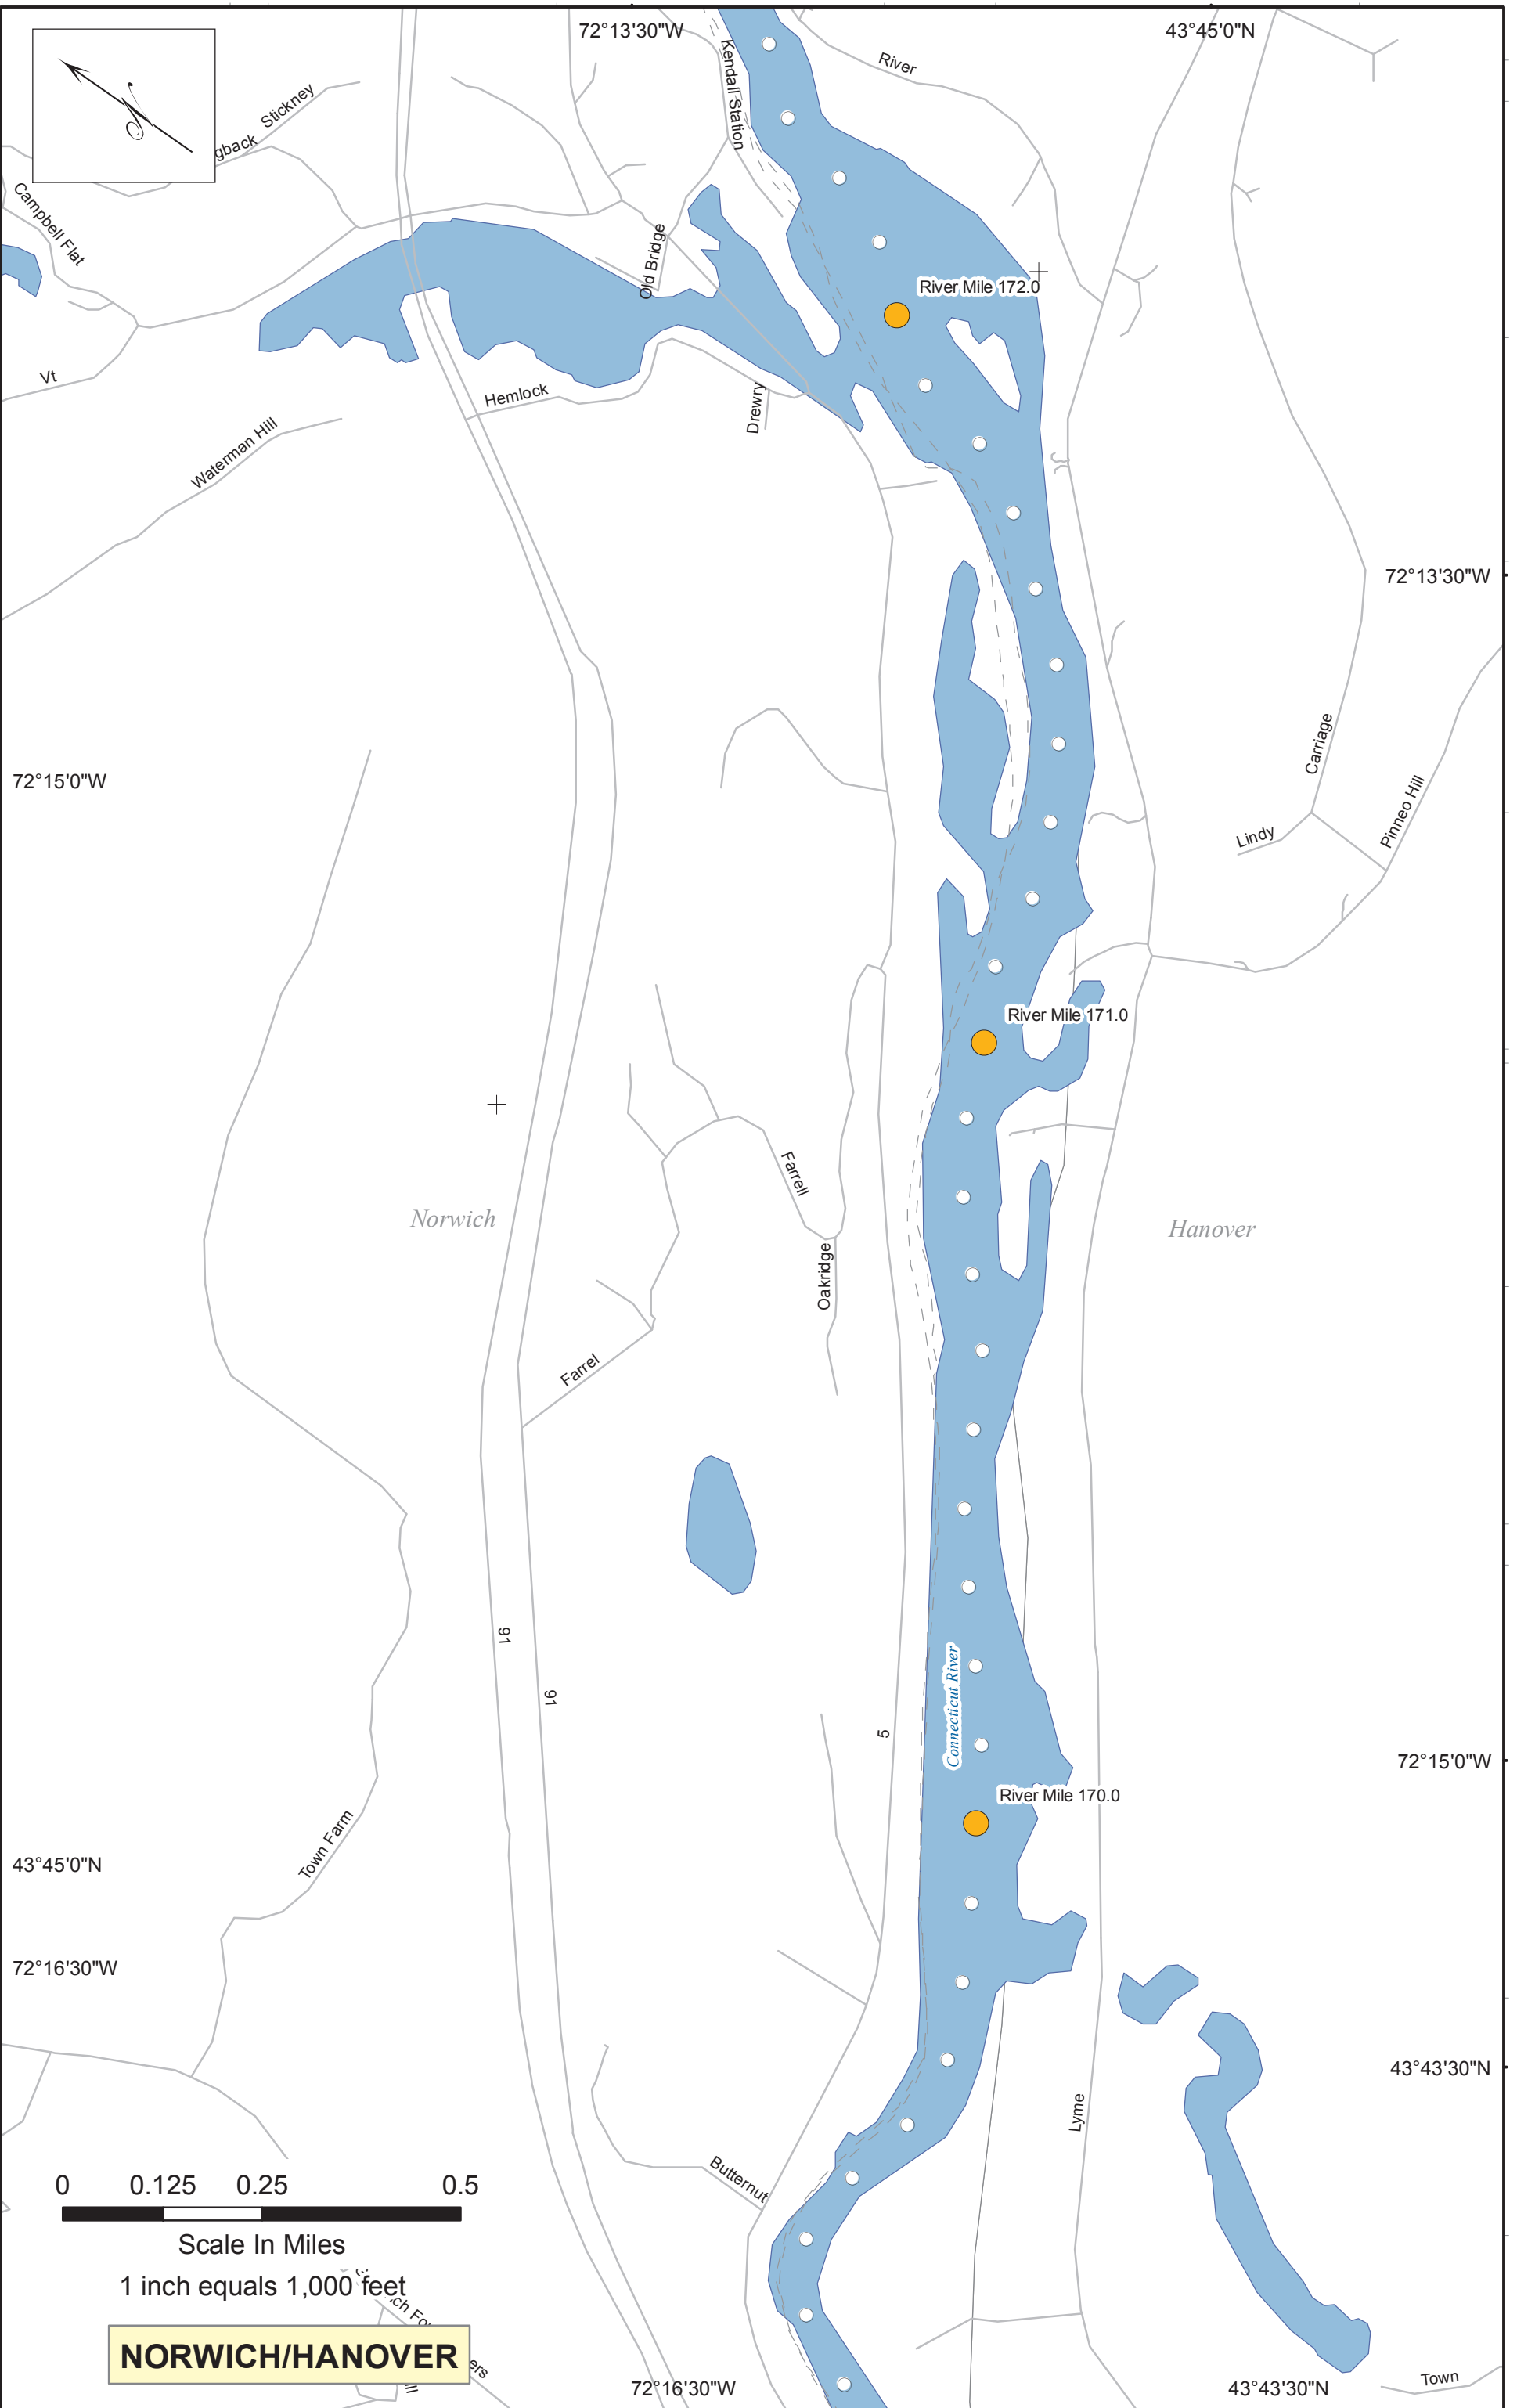 72°13'30"W
43°45'0"N
River
Kendall Station
Stickney
gback
Campbell Flat
Old Bridge
River Mile 172.0
Vt
Hemlock
Drewry
Waterman Hill
72°13'30"W
72°15'0"W
Carriage
Pinneo Hill
Lindy
River Mile 171.0
Farrell
Norwich
Hanover
Oakridge
Farrel
91
91
5
Connecticut River
72°15'0"W
River Mile 170.0
Town Farm
43°45'0"N
72°16'30"W
43°43'30"N
Lyme
Butternut
0 0.125 0.25 0.5
Scale In Miles
1 inch equals 1,000 feet
NORWICH/HANOVER
72°16'30"W
43°43'30"N
Town